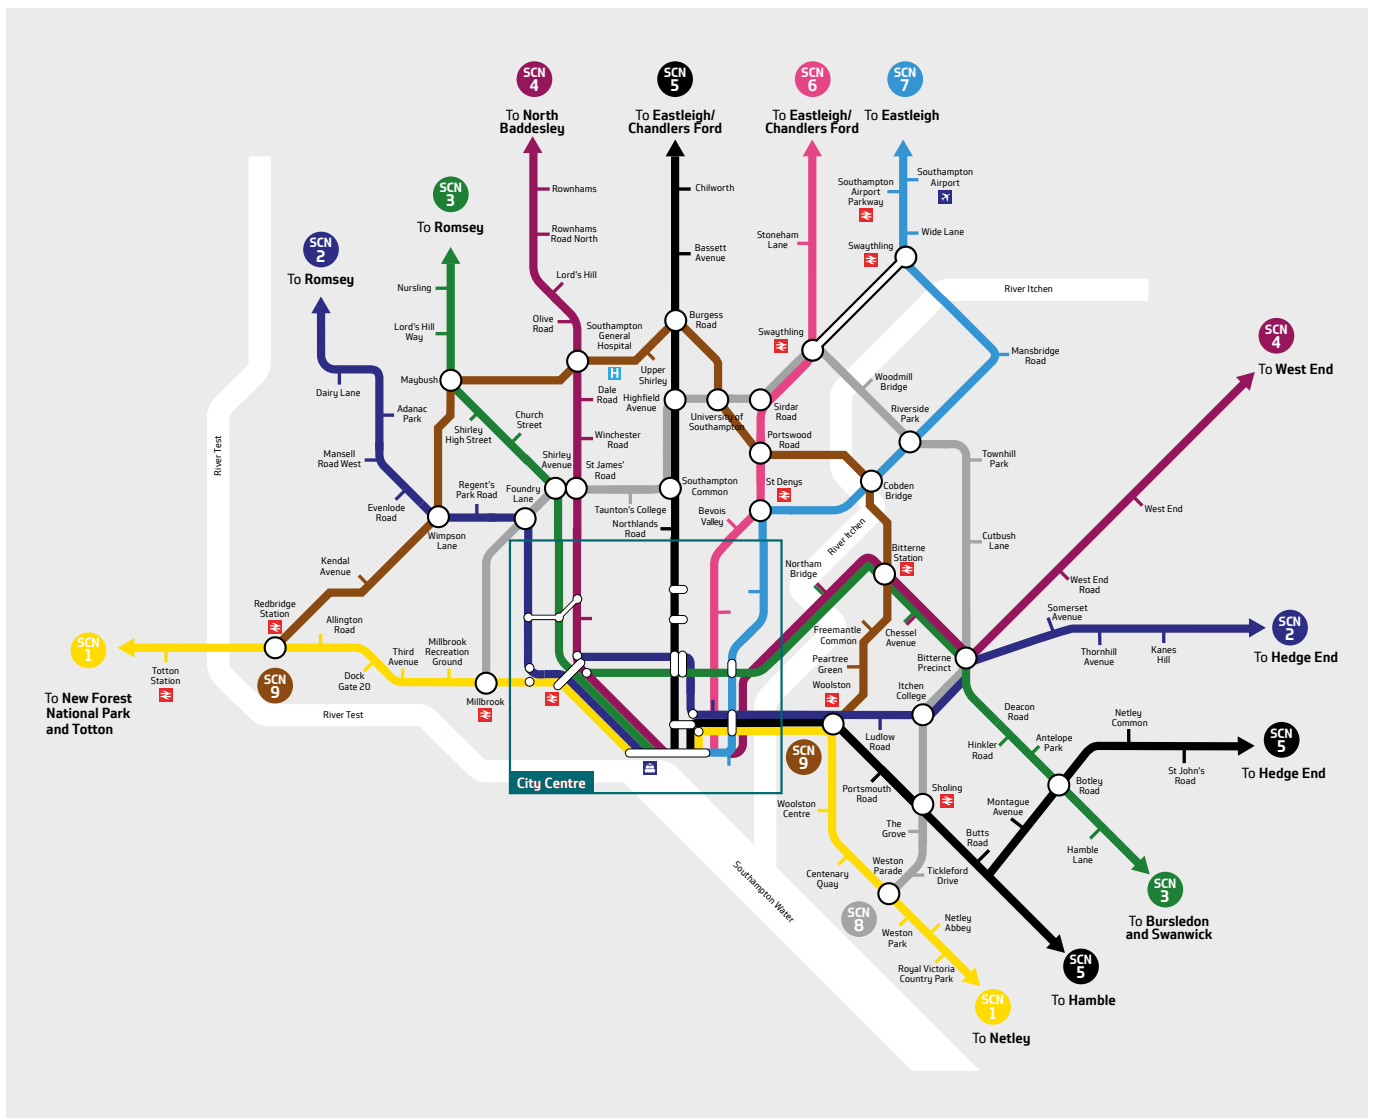 SCN
4
To North
Baddesley
SCN
5
To Eastleigh/
Chandlers Ford
SCN
6
To Eastleigh/
Chandlers Ford
SCN
7
To Eastleigh
SCN
3
To Romsey
SCN
2
To Romsey
Rownhams
Rownhams
Road North
Lord's Hill
Olive
Road
Chilworth
Bassett
Avenue
Stoneham
Lane
Southampton
Airport
Parkway
Southampton
Airport
Wide Lane
Swaythling
River Itchen
Nursling
Lord's Hill
Way
Maybush
Southampton
General
Hospital
H
Burgess
Road
Upper
Shirley
Swaythling
Mansbridge
Road
Woodmill
Bridge
SCN
4
To West End
Dairy Lane
Adanac
Park
Mansell
Road West
Evenlode
Road
River Test
Shirley
High Street
Church
Street
Dale
Road
Winchester
Road
Highfield
Avenue
University of
Southampton
Sirdar
Road
Portswood
Road
Riverside
Park
Townhill
Park
Regent's
Park Road
Foundry
Lane
Shirley
Avenue
St James'
Road
Taunton's College
Southampton
Common
Northlands
Road
St Denys
Bevois
Valley
Cobden
Bridge
West End
Wimpson
Lane
Kendal
Avenue
River Itchen
Northam
Bridge
Bitterne
Station
Cutbush
Lane
West End
Road
Redbridge
Station
Allington
Road
Somerset
Avenue
SCN
2
To Hedge End
Thornhill
Avenue
Kanes
Hill
SCN
1
Totton
Station
To New Forest
National Park
and Totton
SCN
9
Dock
Gate 20
Third
Avenue
Millbrook
Recreation
Ground
Millbrook
River Test
Freemantle
Common
Chessel
Avenue
Peartree
Green
Woolston
Bitterne
Precinct
Itchen
College
Ludlow
Road
City Centre
SCN
9
Deacon
Road
Hinkler
Road
Antelope
Park
Netley
Common
St John's
Road
SCN
5
To Hedge End
Portsmouth
Road
Sholing
Botley
Road
Montague
Avenue
Woolston
Centre
The
Grove
Butts
Road
Hamble
Lane
Centenary
Quay
Weston
Parade
Tickleford
Drive
Southampton Water
SCN
8
Weston
Park
Netley
Abbey
Royal Victoria
Country Park
SCN
3
To Bursledon
and Swanwick
SCN
5
To Hamble
SCN
1
To Netley